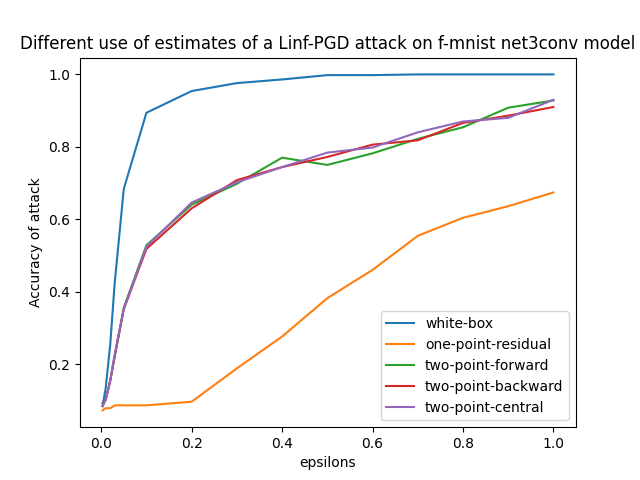 Different use of estimates of a Linf-PGD attack on f-mnist net3conv model
1.0
0.8
0.6
0.4
0.2
Accuracy of attack
white-box
one-point-residual
two-point-forward
two-point-backward
two-point-central
0.0 0.2 0.4 0.6 0.8 1.0
epsilons